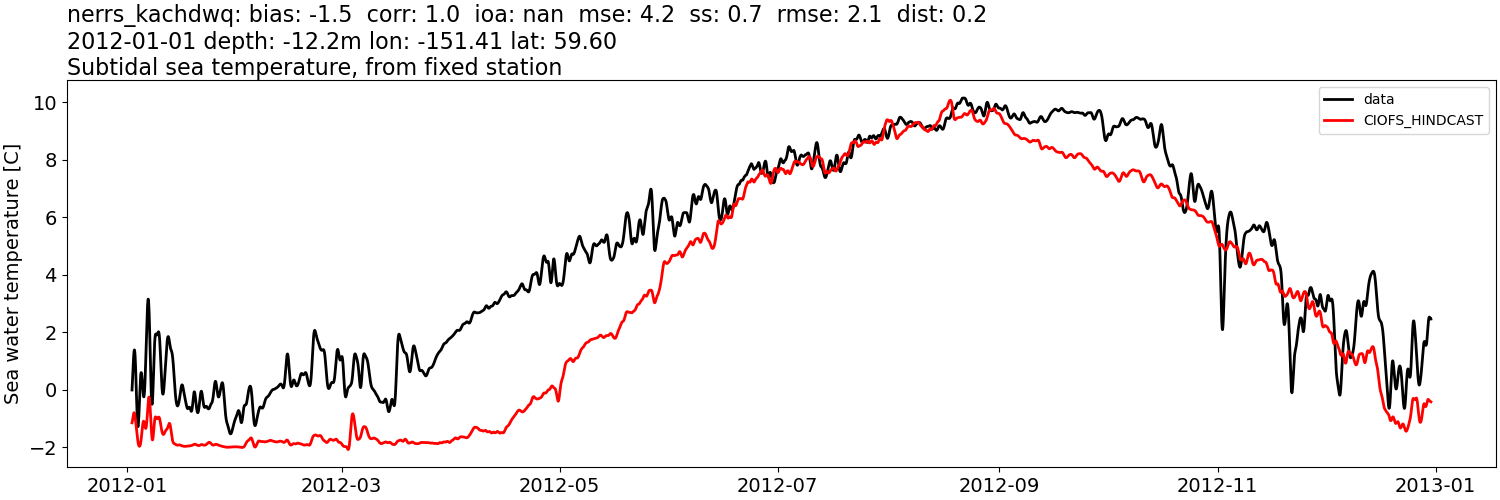 nerrs_kachdwq: bias: -1.5  corr: 1.0  ioa: nan  mse: 4.2  ss: 0.7  rmse: 2.1  dist: 0.2
2012-01-01 depth: -12.2m lon: -151.41 lat: 59.60
Subtidal sea temperature, from fixed station
Sea water temperature [C]
10
8
6
4
2
0
−2
data
CIOFS_HINDCAST
2012-01
2012-03
2012-05
2012-07
2012-09
2012-11
2013-01